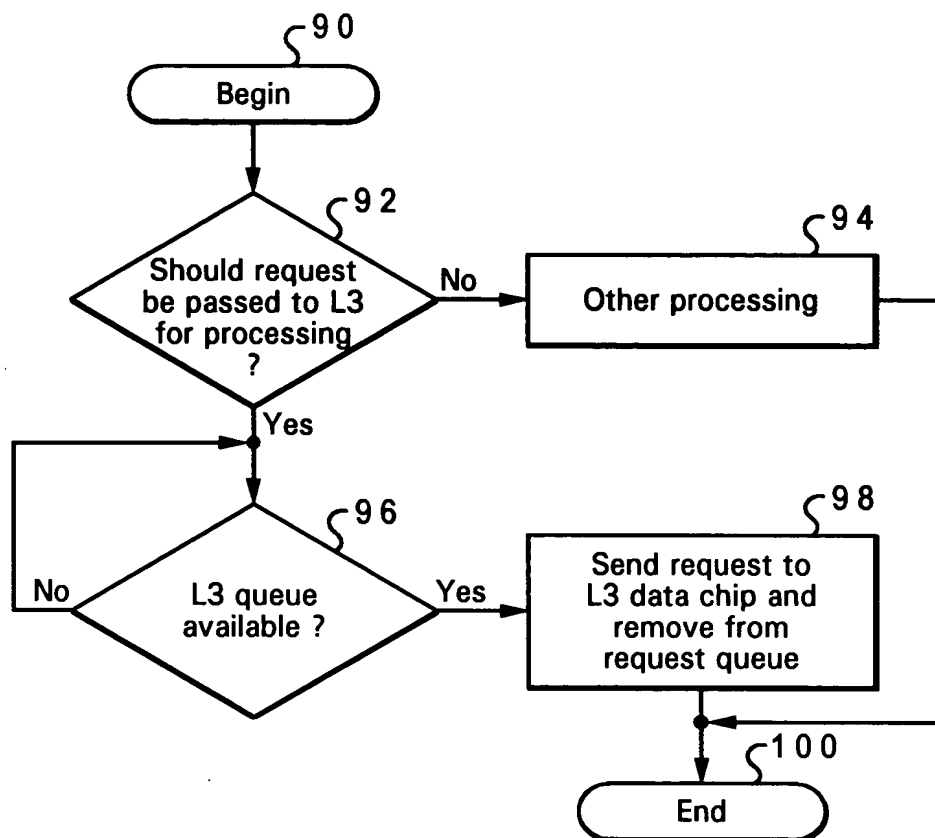 90
Begin
92
Should request
be passed to L3
for processing
?
No
94
Other processing
Yes
96
L3 queue
available ?
No
Yes
98
Send request to
L3 data chip and
remove from
request queue
100
End